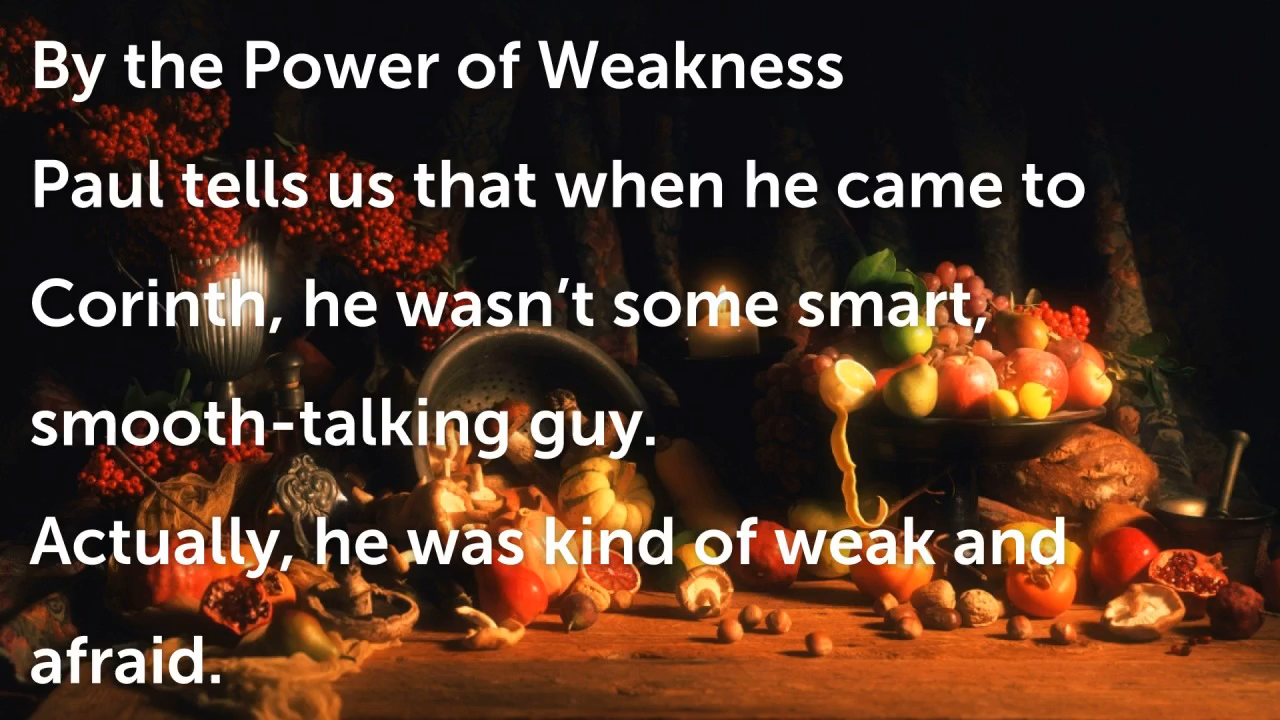 By the Power of Weakness
Paul tells us that when he came to
Corinth, he wasn’t some smart,
smooth-talking guy.
Actually, he was kind of weak and
afraid.